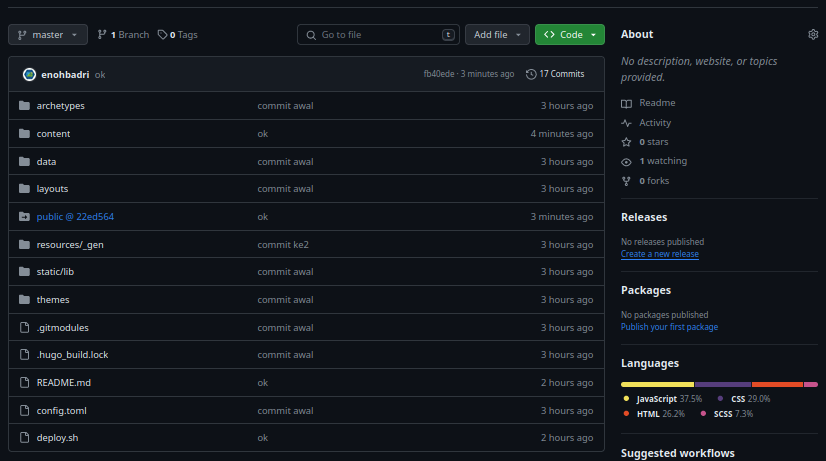 master 1 Branch 0 Tags Go to file t Add file Code
enohbadri ok fb40ede · 3 minutes ago 17 Commits
archetypes commit awal 3 hours ago
content ok 4 minutes ago
data commit awal 3 hours ago
layouts commit awal 3 hours ago
public @ 22ed564 ok 3 minutes ago
resources/_gen commit ke2 3 hours ago
static/lib commit awal 3 hours ago
themes commit awal 3 hours ago
.gitmodules commit awal 3 hours ago
.hugo_build.lock commit awal 3 hours ago
README.md ok 2 hours ago
config.toml commit awal 3 hours ago
deploy.sh ok 2 hours ago
About
No description, website, or topics
provided.
Readme
Activity
0 stars
1 watching
0 forks
Releases
No releases published
Create a new release
Packages
No packages published
Publish your first package
Languages
JavaScript 37.5% CSS 29.0%
HTML 26.2% SCSS 7.3%
Suggested workflows